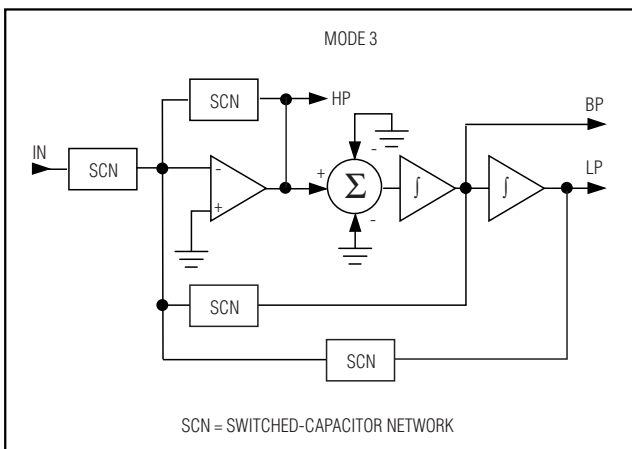 MODE 3
SCN
HP
BP
IN
SCN
-
+
+
-
Σ
-
∫
∫
LP
SCN
SCN
SCN = SWITCHED-CAPACITOR NETWORK